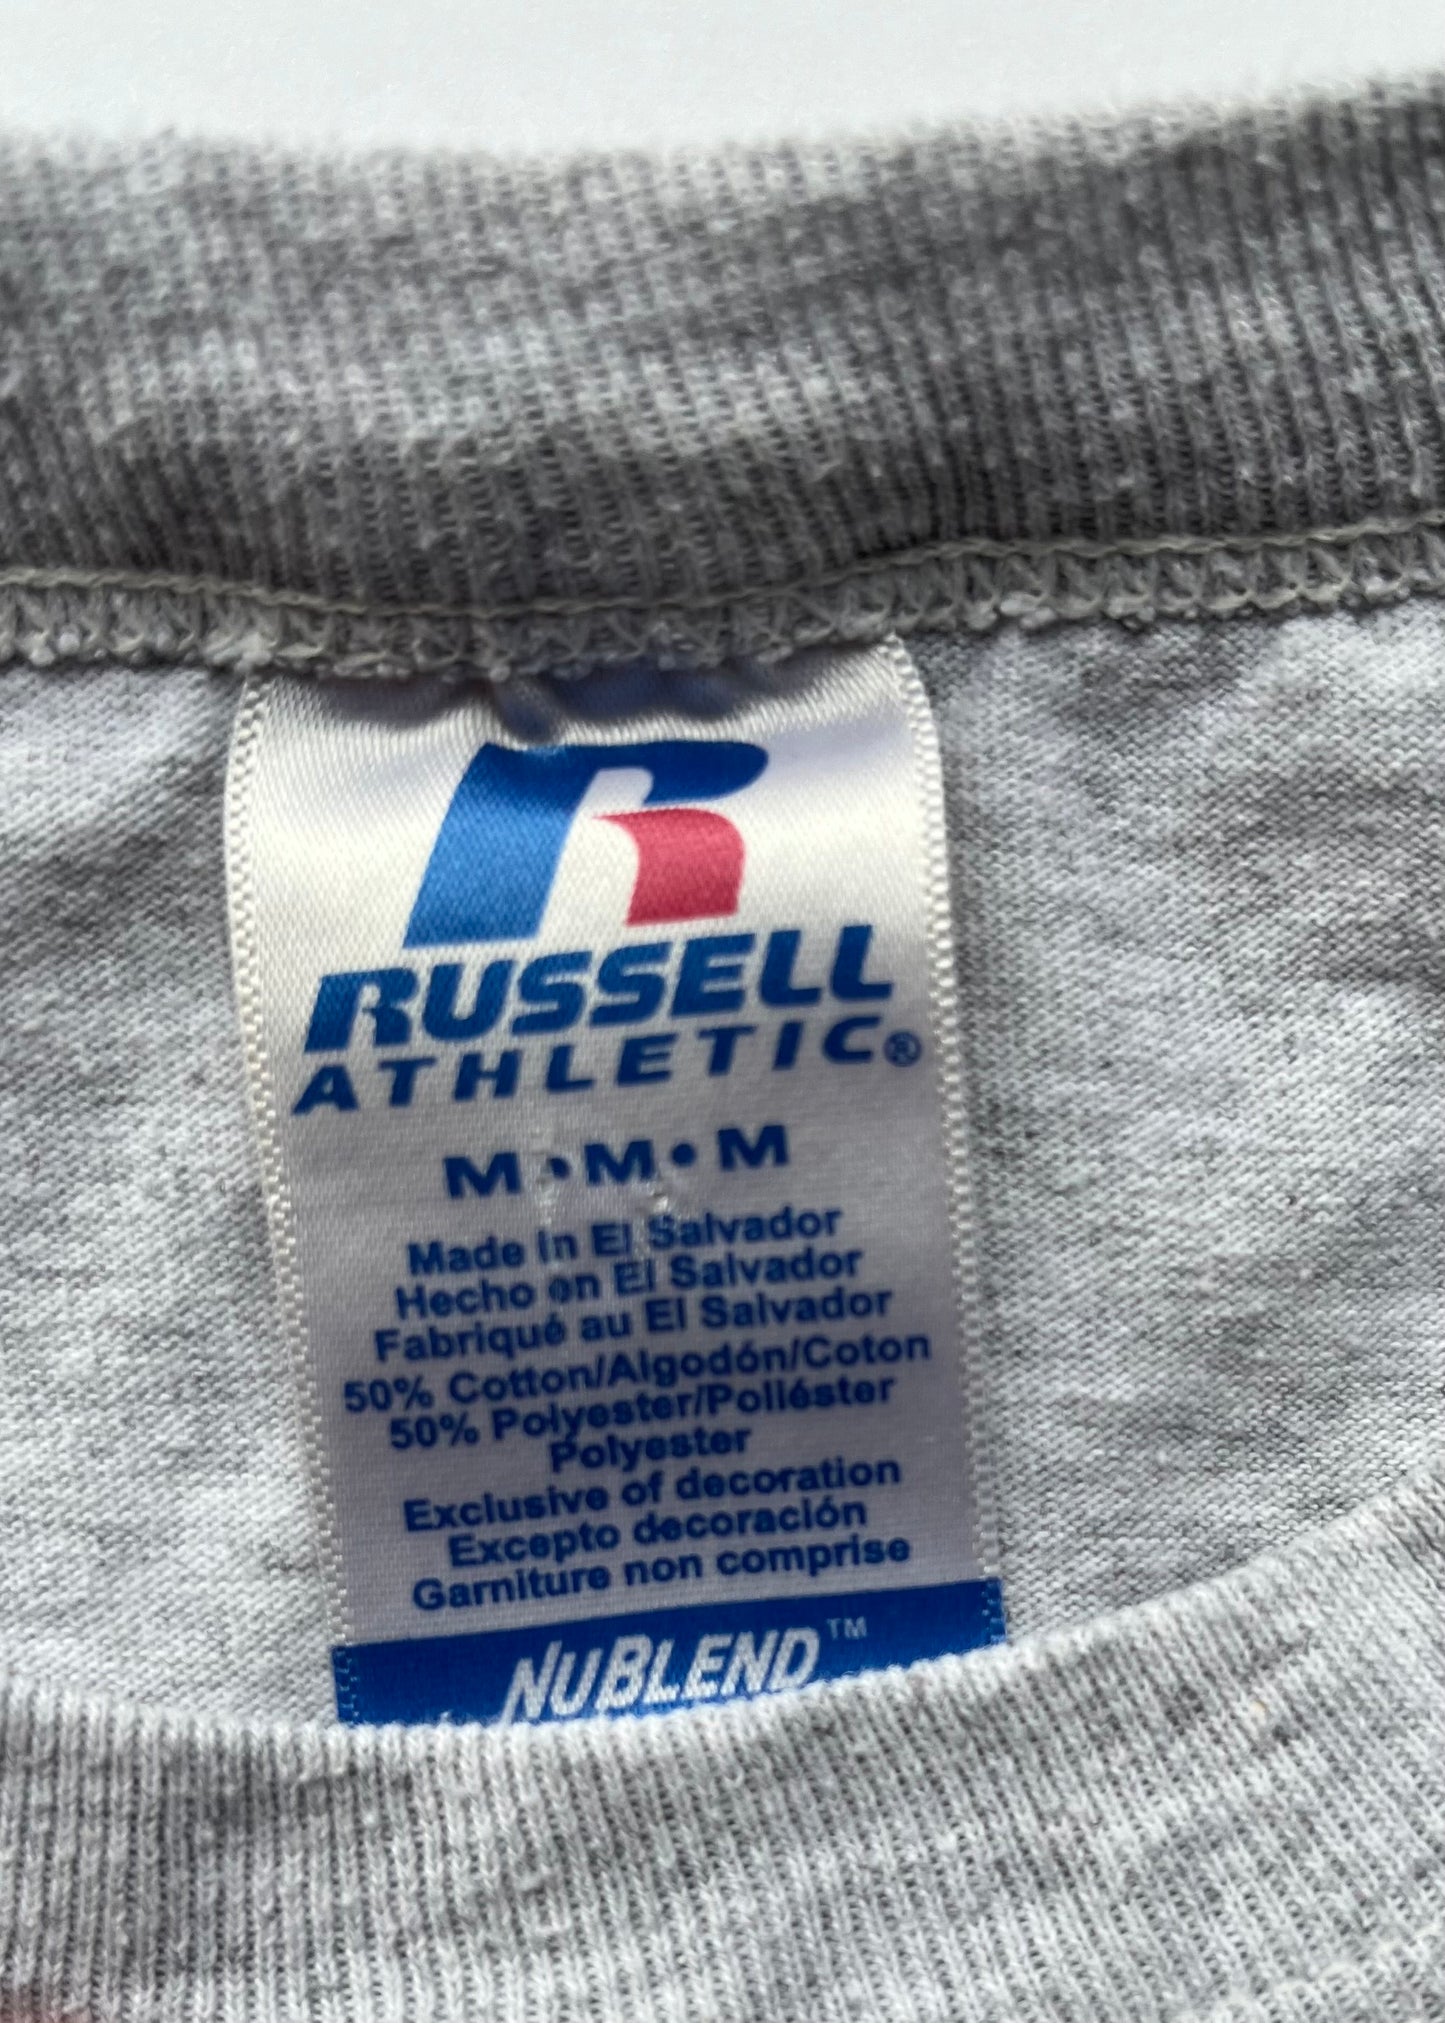 RUSSELL
ATHLETIC®
M • M • M
Made in El Salvador
Hecho en El Salvador
Fabriqué au El Salvador
50% Cotton/Algodón/Coton
50% Polyester/Poliéster
Polyester
Exclusive of decoration
Excepto decoración
Garniture non comprise
NUBLEND™